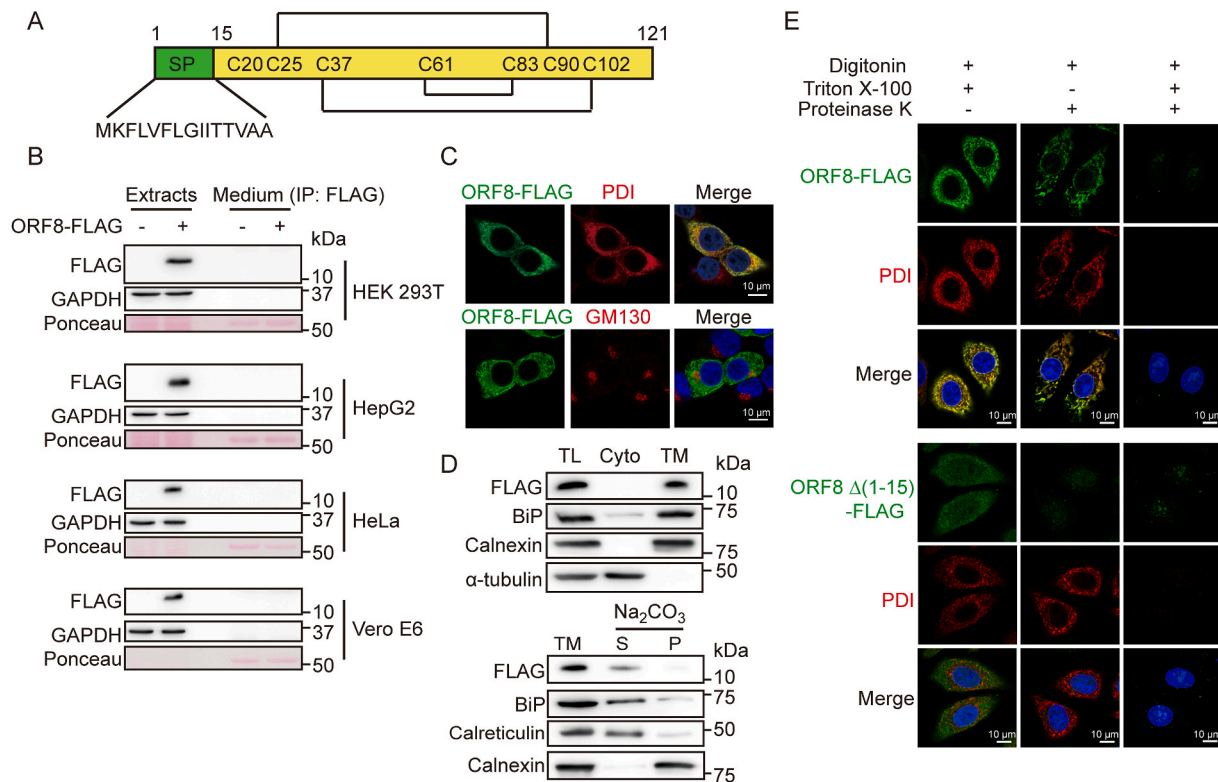 A
1 15 121
SP C20 C25 C37 C61 C83 C90 C102
MKFLVFLGIITTVAA
B
Extracts Medium (IP: FLAG)
ORF8-FLAG - + - + kDa
FLAG 10
GAPDH 37
Ponceau 50
HEK 293T
FLAG 10
GAPDH 37
Ponceau 50
HepG2
FLAG 10
GAPDH 37
Ponceau 50
HeLa
FLAG 10
GAPDH 37
Ponceau 50
Vero E6
C
ORF8-FLAG PDI Merge
10 µm
ORF8-FLAG GM130 Merge
10 µm
D
TL Cyto TM kDa
FLAG 10
BiP 75
Calnexin 75
α-tubulin 50
Na₂CO₃
TM S P kDa
FLAG 10
BiP 75
Calreticulin 50
Calnexin 75
E
Digitonin + + +
Triton X-100 + - +
Proteinase K - + +
ORF8-FLAG
PDI
Merge
10 µm 10 µm 10 µm
ORF8 Δ(1-15)
-FLAG
PDI
Merge
10 µm 10 µm 10 µm